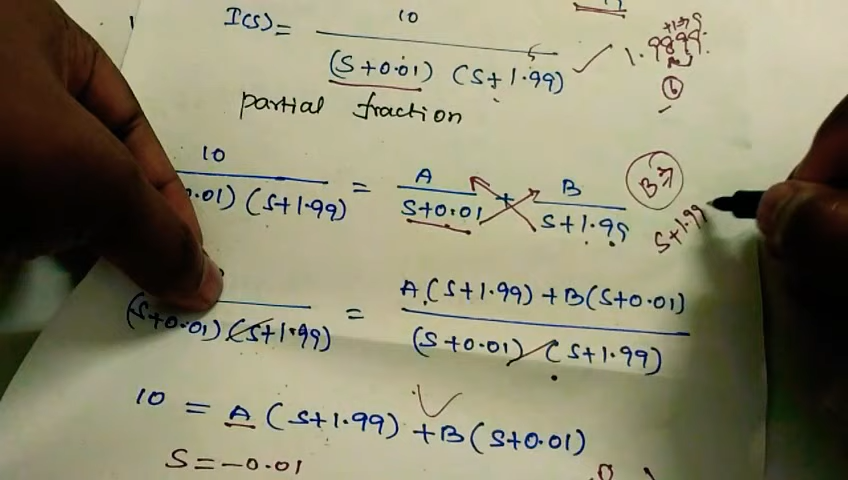 I(S) = 10 / (S+0.01) (S+1.99)
1.9899
partial fraction
10 / .01) (S+1.99) = A / S+0.01 + B / S+1.99
B⇒
S+1.99
/ (S+0.01) (S+1.99) = A(S+1.99) + B(S+0.01) / (S+0.01) (S+1.99)
10 = A (S+1.99) + B (S+0.01)
S = -0.01